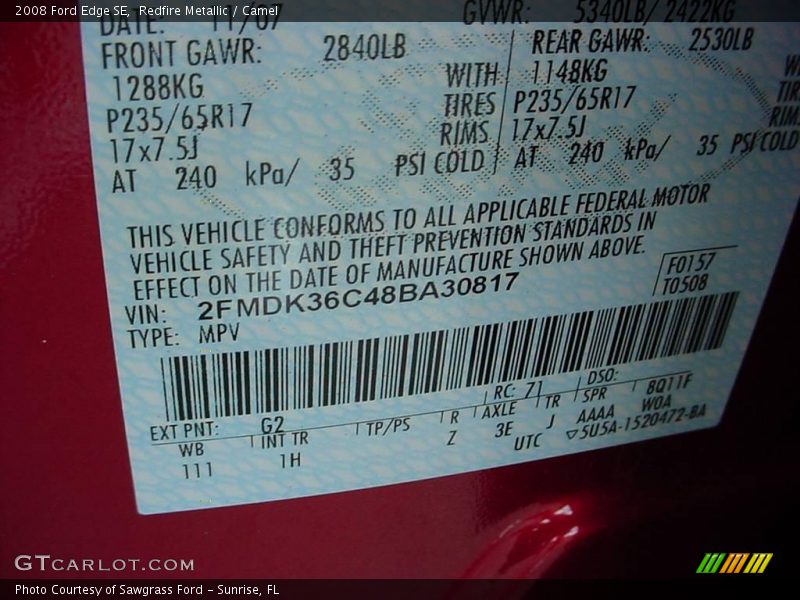 2008 Ford Edge SE, Redfire Metallic / Camel
DATE: 11/07 GVWR: 5340LB/ 2422KG
FRONT GAWR: 2840LB REAR GAWR: 2530LB
1288KG WITH 1148KG
P235/65R17 TIRES P235/65R17
17x7.5J RIMS 17x7.5J
AT 240 kPa/ 35 PSI COLD AT 240 kPa/ 35 PSI COLD
THIS VEHICLE CONFORMS TO ALL APPLICABLE FEDERAL MOTOR
VEHICLE SAFETY AND THEFT PREVENTION STANDARDS IN
EFFECT ON THE DATE OF MANUFACTURE SHOWN ABOVE.
VIN: 2FMDK36C48BA30817 F0157
TYPE: MPV T0508
EXT PNT: G2 RC: 71 DSO: 8Q11F
WB INT TR TP/PS R AXLE TR SPR WOA
111 1H Z 3E J AAAA
UTC ▽5U5A-1520472-BA
GTCARLOT.COM
Photo Courtesy of Sawgrass Ford - Sunrise, FL